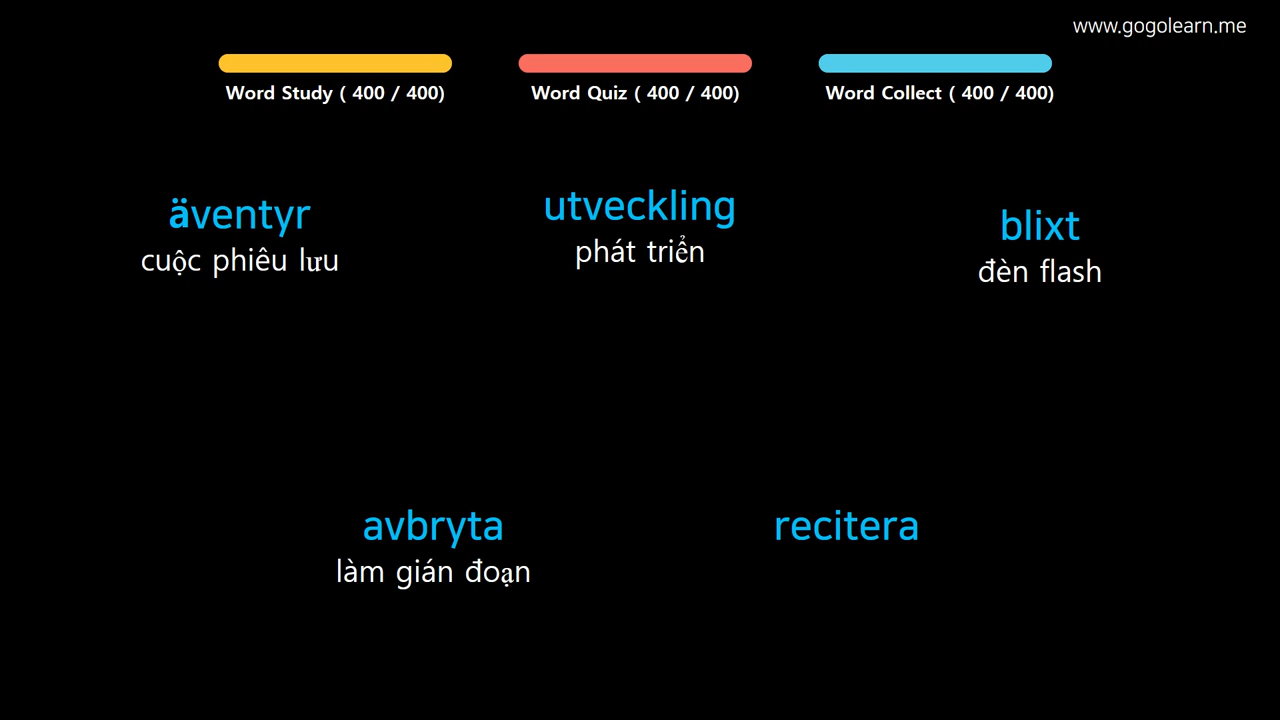 www.gogolearn.me
Word Study ( 400 / 400)
Word Quiz ( 400 / 400)
Word Collect ( 400 / 400)
äventyr
cuộc phiêu lưu
utveckling
phát triển
blixt
đèn flash
avbryta
làm gián đoạn
recitera